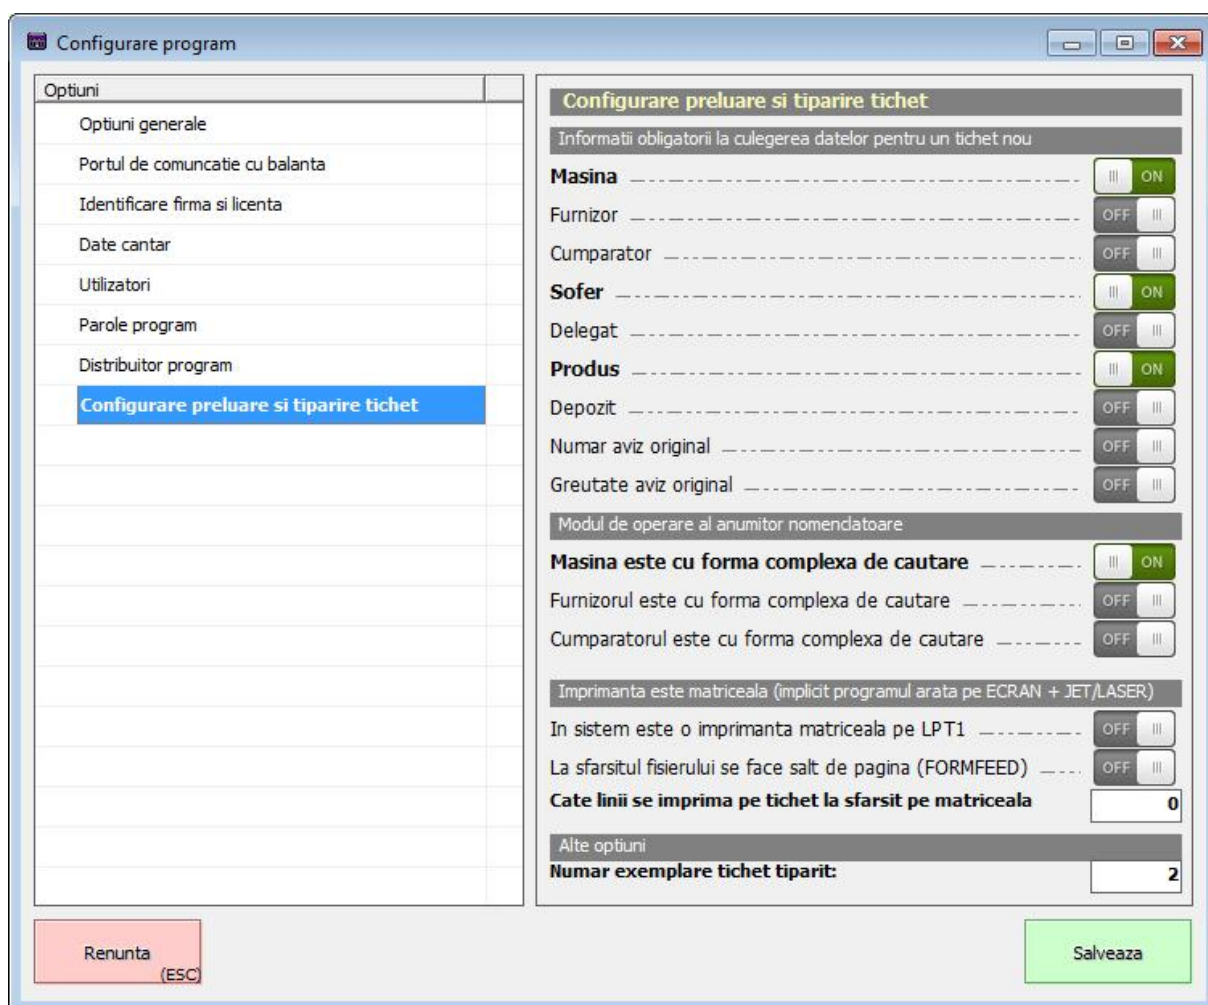 Configurare program
Optiuni
Optiuni generale
Portul de comuncatie cu balanta
Identificare firma si licenta
Date cantar
Utilizatori
Parole program
Distribuitor program
Configurare preluare si tiparire tichet
Configurare preluare si tiparire tichet
Informatii obligatorii la culegerea datelor pentru un tichet nou
Masina ON
Furnizor OFF
Cumparator OFF
Sofer ON
Delegat OFF
Produs ON
Depozit OFF
Numar aviz original OFF
Greutate aviz original OFF
Modul de operare al anumitor nomenclatoare
Masina este cu forma complexa de cautare ON
Furnizorul este cu forma complexa de cautare OFF
Cumparatorul este cu forma complexa de cautare OFF
Imprimanta este matriceala (implicit programul arata pe ECRAN + JET/LASER)
In sistem este o imprimanta matriceala pe LPT1 OFF
La sfarsitul fisierului se face salt de pagina (FORMFEED) OFF
Cate linii se imprima pe tichet la sfarsit pe matriceala 0
Alte optiuni
Numar exemplare tichet tiparit: 2
Renunta
(ESC)
Salveaza